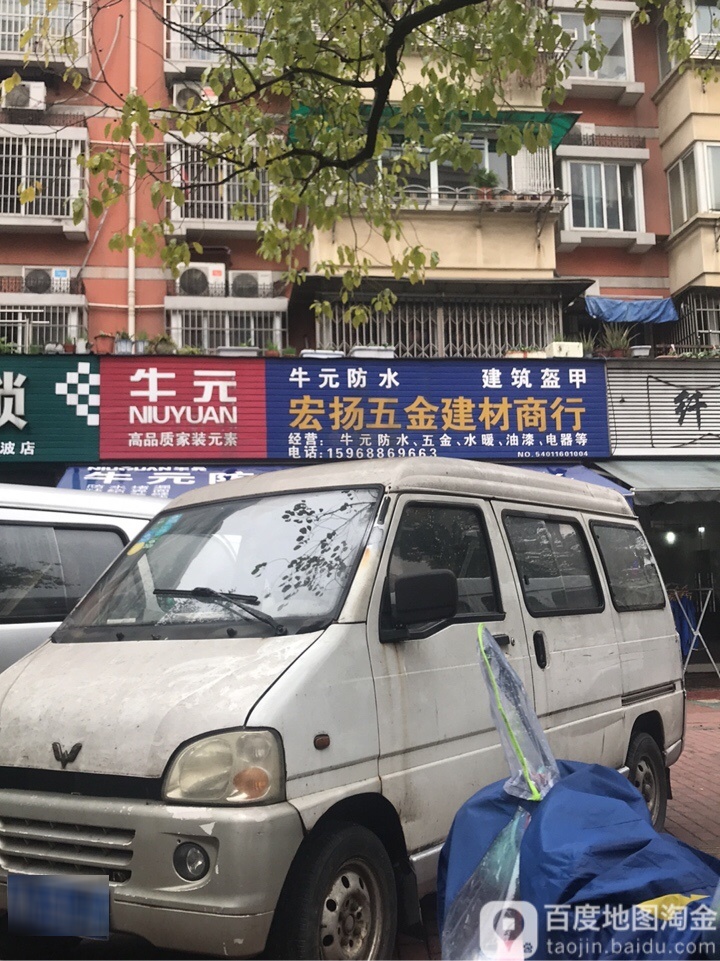 锁
波店
牛元
NIUYUAN
高品质家装元素
牛元防水 建筑盔甲
宏扬五金建材商行
经营：牛元防水、五金、水暖、油漆、电器等
电话：15968869663
NO.54011601004
牛元防
百度地图淘金
taojin.baidu.com